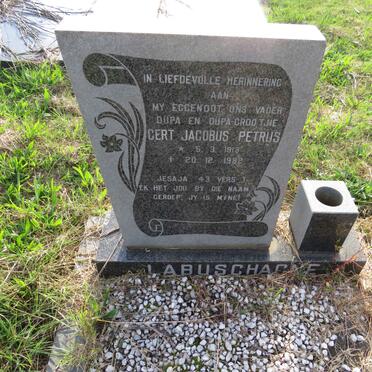 IN LIEFDEVOLLE HERINNERING
AAN
MY EGGENOOT, ONS VADER
OUPA EN OUPA-GROOTJIE
GERT JACOBUS PETRUS
* 5. 3. 1913
+ 20. 12. 1982
JESAJA 43 VERS 1
EK HET JOU BY DIE NAAM
GEROEP, JY IS MYNE
LABUSCHAGNE